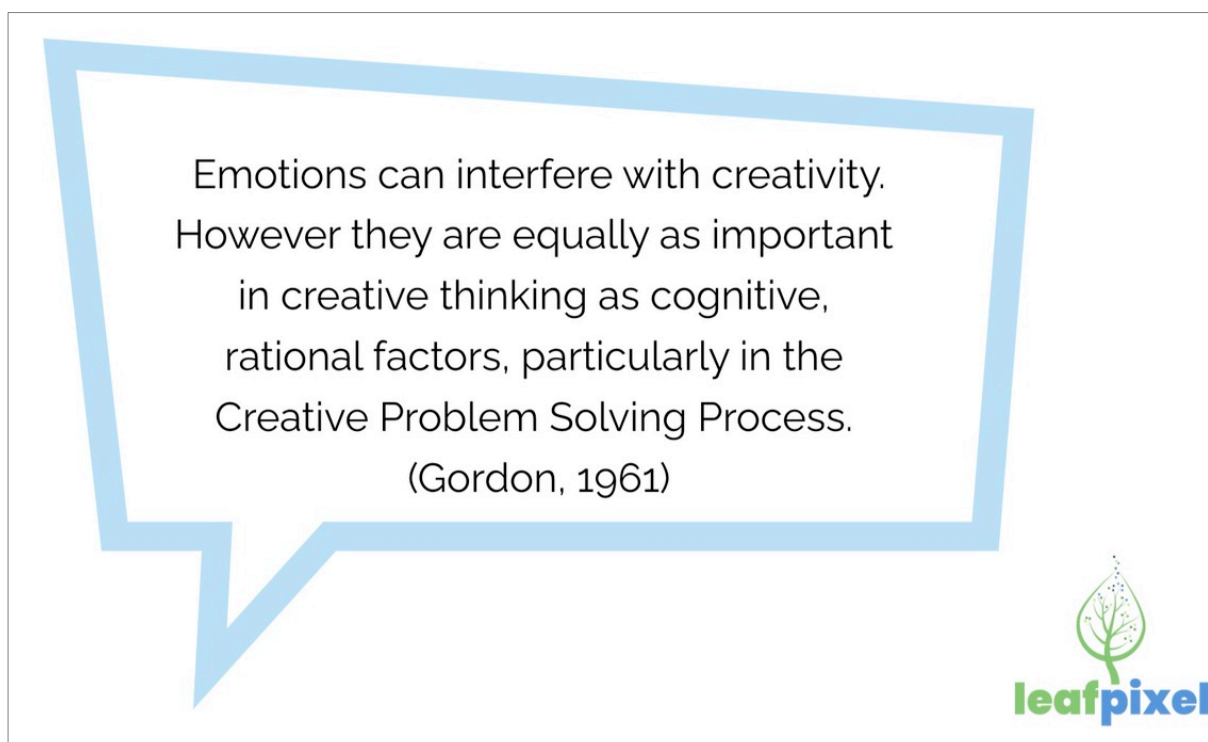 Emotions can interfere with creativity.
However they are equally as important
in creative thinking as cognitive,
rational factors, particularly in the
Creative Problem Solving Process.
(Gordon, 1961)
leafpixel